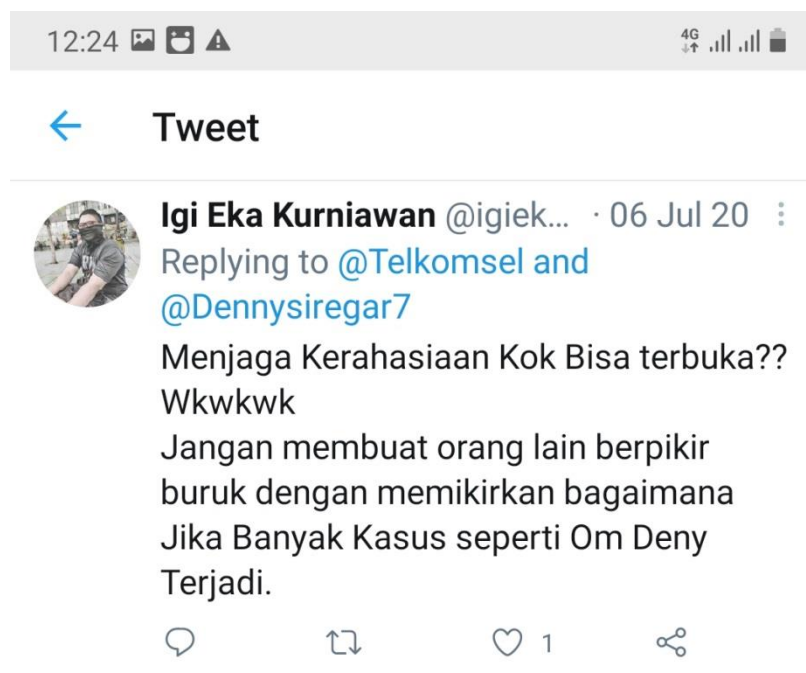 12:24
4G
Tweet
Igi Eka Kurniawan @igiek... · 06 Jul 20
Replying to @Telkomsel and
@Dennysiregar7
Menjaga Kerahasiaan Kok Bisa terbuka??
Wkwkwk
Jangan membuat orang lain berpikir
buruk dengan memikirkan bagaimana
Jika Banyak Kasus seperti Om Deny
Terjadi.
1